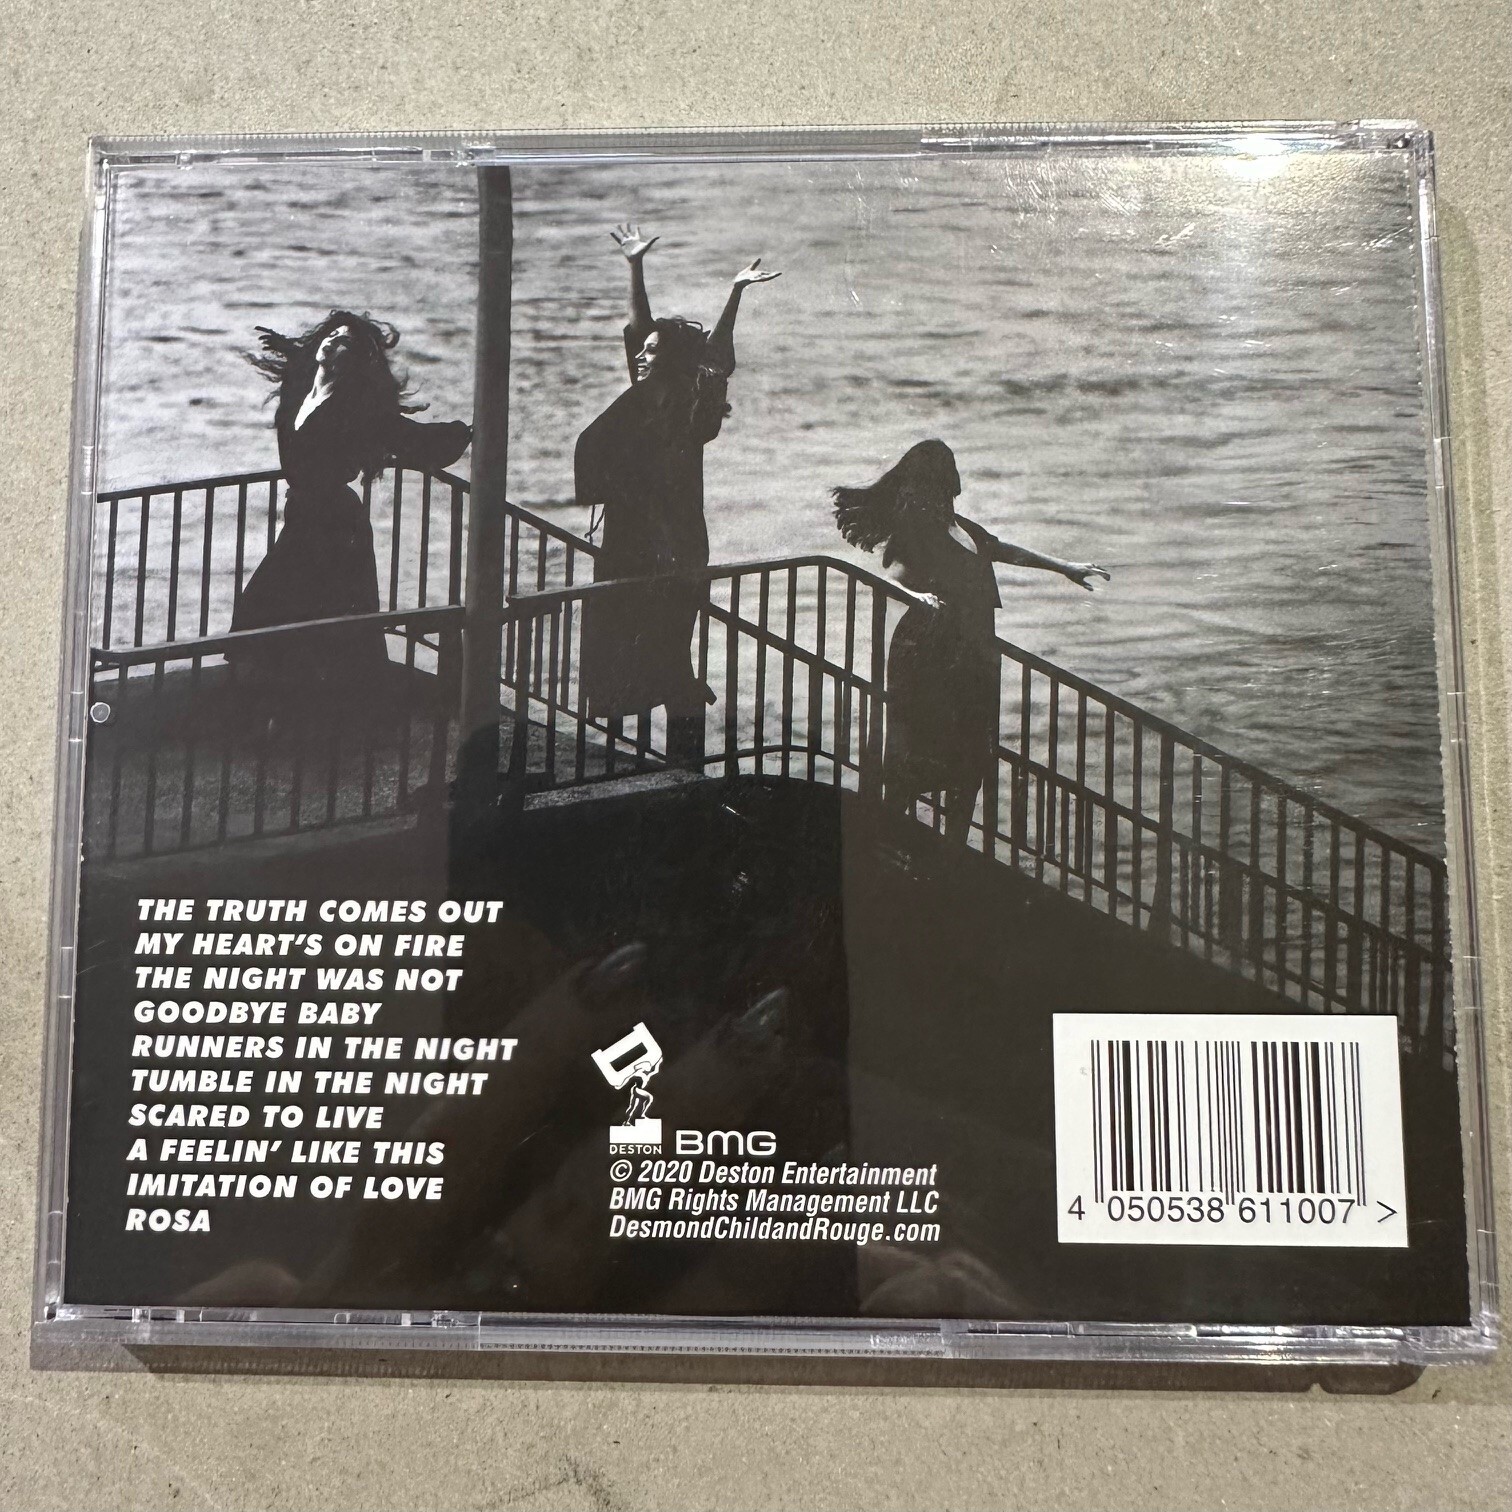 THE TRUTH COMES OUT
MY HEART'S ON FIRE
THE NIGHT WAS NOT
GOODBYE BABY
RUNNERS IN THE NIGHT
TUMBLE IN THE NIGHT
SCARED TO LIVE
A FEELIN' LIKE THIS
IMITATION OF LOVE
ROSA
D
DESTON BMG
© 2020 Deston Entertainment
BMG Rights Management LLC
DesmondChildandRouge.com
4 050538 611007 >